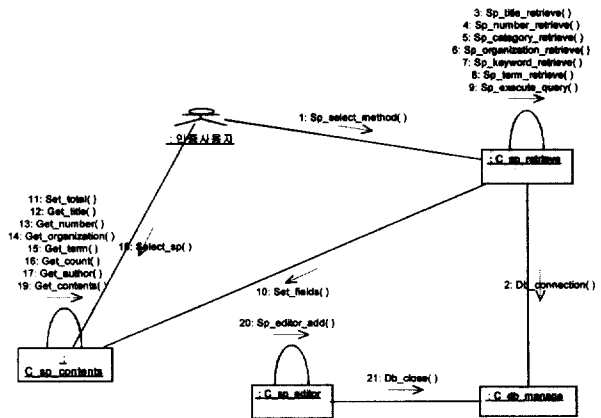 3: Sp_title_retrieve( )
4: Sp_number_retrieve( )
5: Sp_category_retrieve( )
6: Sp_organization_retrieve( )
7: Sp_keyword_retrieve( )
8: Sp_term_retrieve( )
9: Sp_execute_query( )
1: Sp_select_method( )
: 인증사용자
: C_sp_retrieve
11: Set_total( )
12: Get_title( )
13: Get_number( )
14: Get_organization( )
15: Get_term( )
16: Get_count( )
17: Get_author( )
19: Get_contents( )
18: Select_sp( )
10: Set_fields( )
2: Db_connection( )
20: Sp_editor_add( )
:
C_sp_contents
21: Db_close( )
: C_sp_editor
: C_db_manage